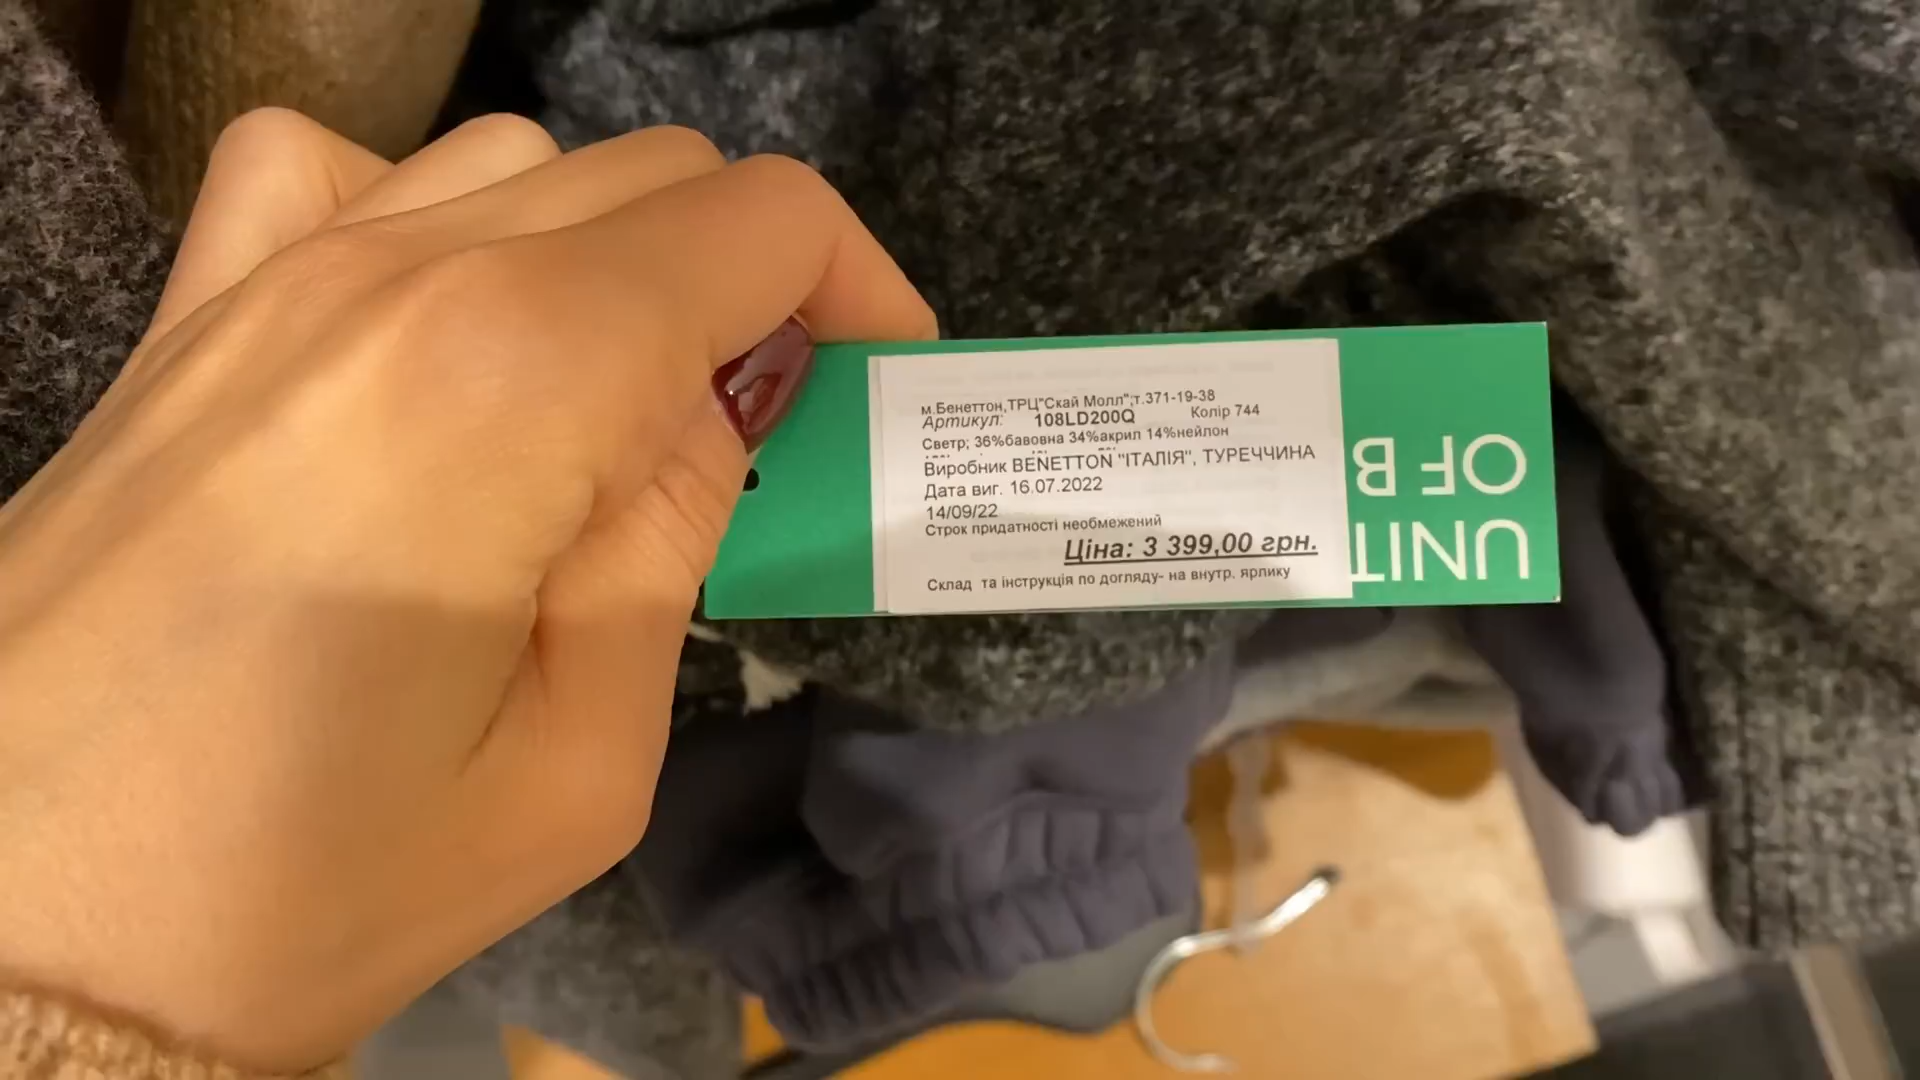 м.Бенеттон,ТРЦ"Скай Молл";т.371-19-38
Артикул: 108LD200Q Колір 744
Светр; 36%бавовна 34%акрил 14%нейлон
Виробник BENETTON "ІТАЛІЯ", ТУРЕЧЧИНА
Дата виг. 16.07.2022
14/09/22
Строк придатності необмежений
Ціна: 3 399,00 грн.
Склад та інструкція по догляду- на внутр. ярлику
UNIT
OF B